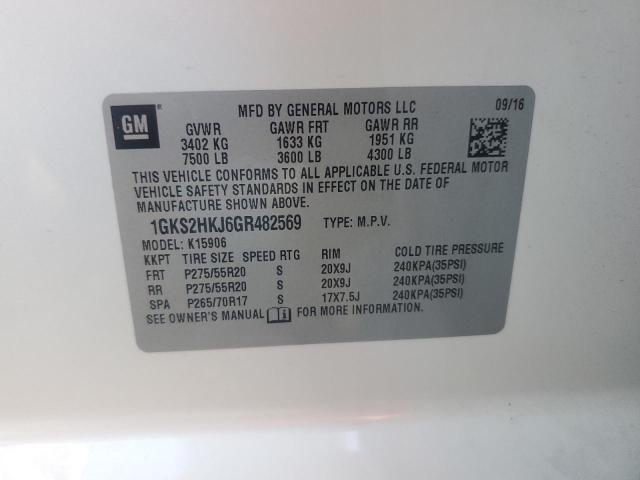 GM
MFD BY GENERAL MOTORS LLC 09/16
GVWR GAWR FRT GAWR RR
3402 KG 1633 KG 1951 KG
7500 LB 3600 LB 4300 LB
THIS VEHICLE CONFORMS TO ALL APPLICABLE U.S. FEDERAL MOTOR
VEHICLE SAFETY STANDARDS IN EFFECT ON THE DATE OF
MANUFACTURE SHOWN ABOVE.
1GKS2HKJ6GR482569 TYPE: M.P.V.
MODEL: K15906
KKPT TIRE SIZE SPEED RTG RIM COLD TIRE PRESSURE
FRT P275/55R20 S 20X9J 240KPA(35PSI)
RR P275/55R20 S 20X9J 240KPA(35PSI)
SPA P265/70R17 S 17X7.5J 240KPA(35PSI)
SEE OWNER'S MANUAL FOR MORE INFORMATION.